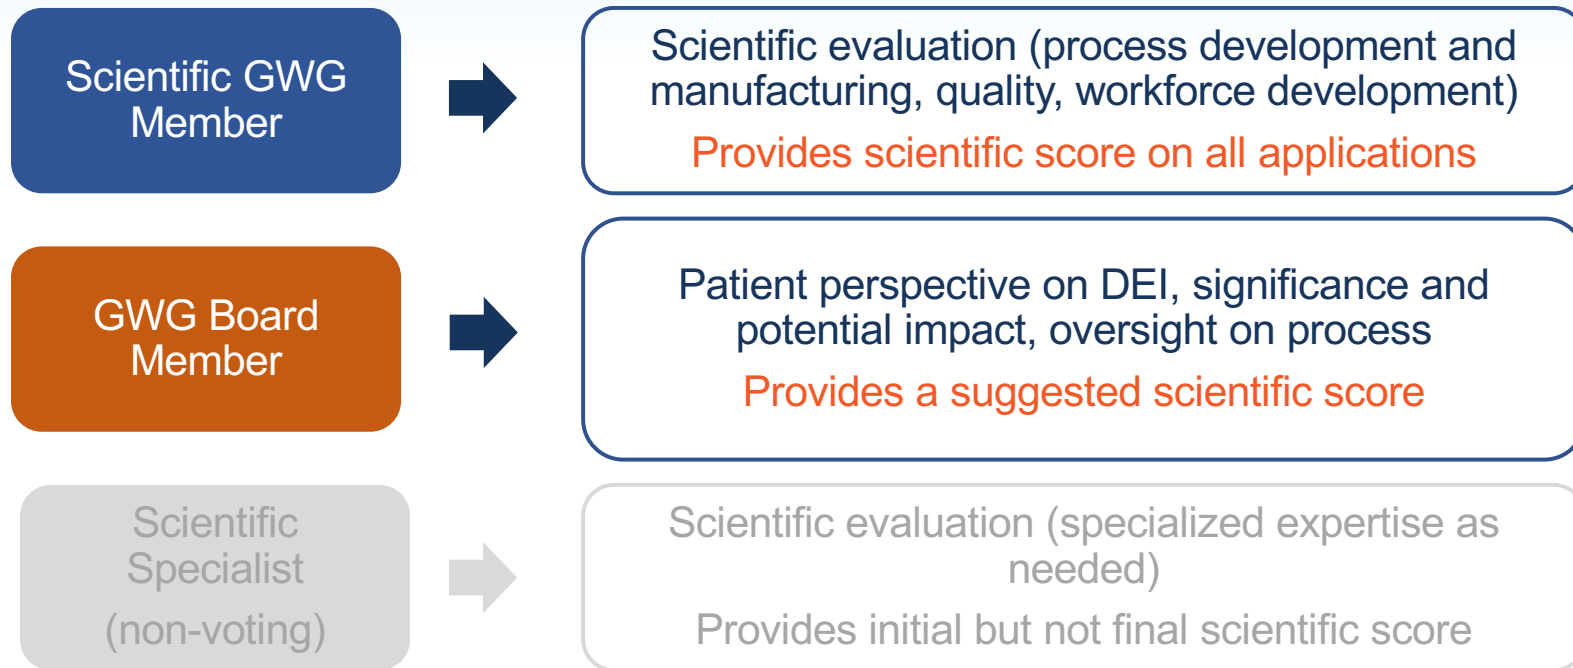 Scientific GWG
Member
Scientific evaluation (process development and
manufacturing, quality, workforce development)
Provides scientific score on all applications
GWG Board
Member
Patient perspective on DEI, significance and
potential impact, oversight on process
Provides a suggested scientific score
Scientific
Specialist
(non-voting)
Scientific evaluation (specialized expertise as
needed)
Provides initial but not final scientific score